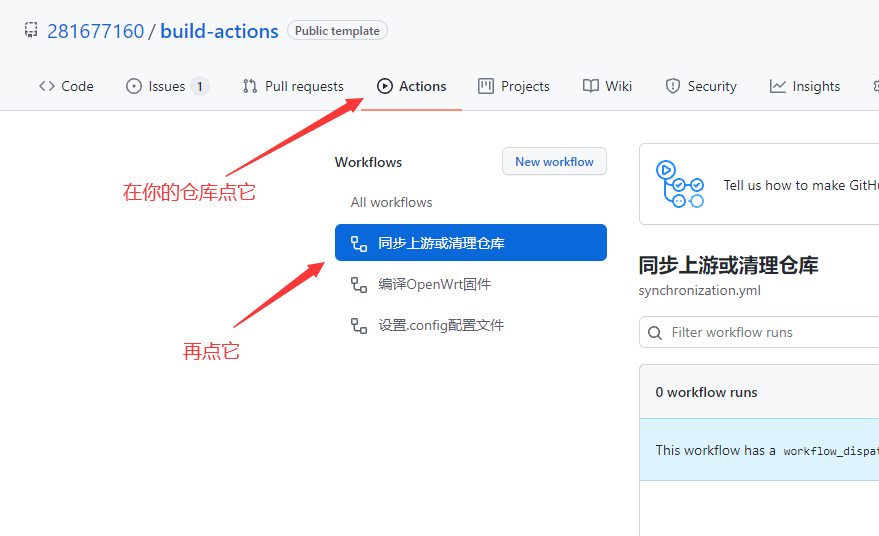 281677160 / build-actions Public template
Code Issues 1 Pull requests Actions Projects Wiki Security Insights
在你的仓库点它
Workflows New workflow
All workflows
同步上游或清理仓库
编译OpenWrt固件
设置.config配置文件
再点它
Tell us how to make GitHu
同步上游或清理仓库
synchronization.yml
Filter workflow runs
0 workflow runs
This workflow has a workflow_dispat